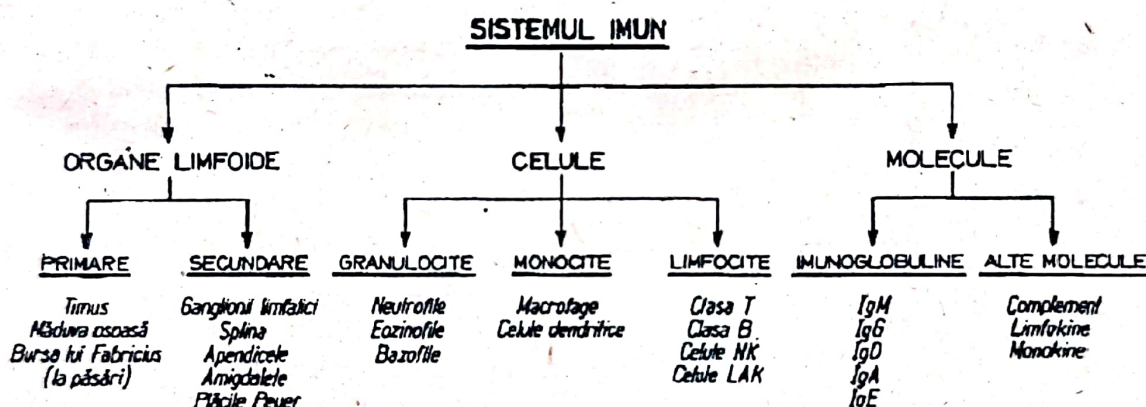 SISTEMUL IMUN
ORGANE LIMFOIDE
CELULE
MOLECULE
PRIMARE
Timus
Măduva osoasă
Bursa lui Fabricius
(la păsări)
SECUNDARE
Ganglionii limfatici
Splina
Apendicele
Amigdalele
Plăcile Peyer
GRANULOCITE
Neutrofile
Eozinofile
Bazofile
MONOCITE
Macrofage
Celule dendritice
LIMFOCITE
Clasa T
Clasa B
Celule NK
Celule LAK
IMUNOGLOBULINE
IgM
IgG
IgD
IgA
IgE
ALTE MOLECULE
Complement
Limfokine
Monokine